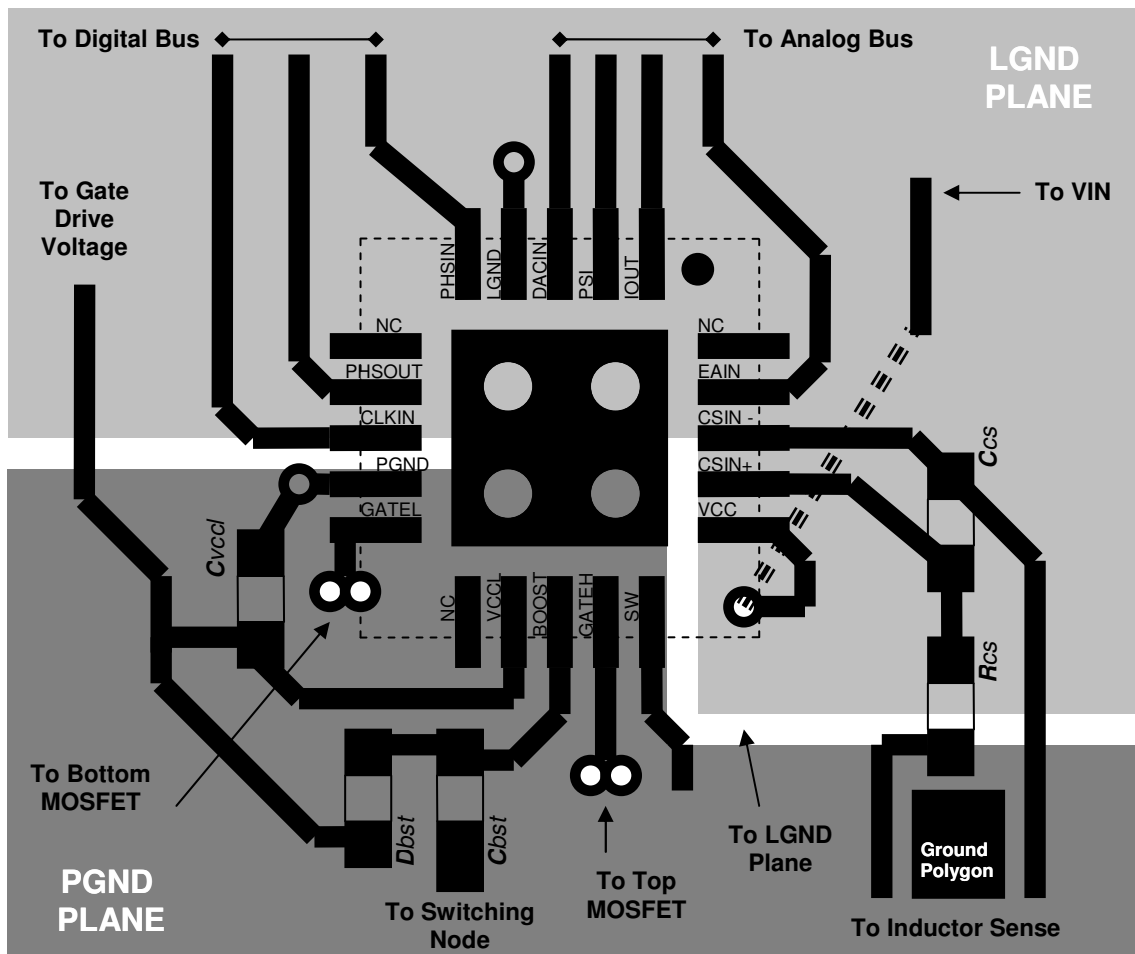 To Digital Bus
To Analog Bus
LGND
PLANE
To Gate
Drive
Voltage
To VIN
PHSIN
LGND
DACIN
PSI
IOUT
NC
NC
PHSOUT
EAIN
CLKIN
CSIN -
PGND
CSIN+
GATEL
VCC
Ccs
Cvccl
NC
VCCL
BOOST
GATEH
SW
Rcs
To Bottom
MOSFET
Dbst
Cbst
To LGND
Plane
Ground
Polygon
PGND
PLANE
To Top
MOSFET
To Switching
Node
To Inductor Sense